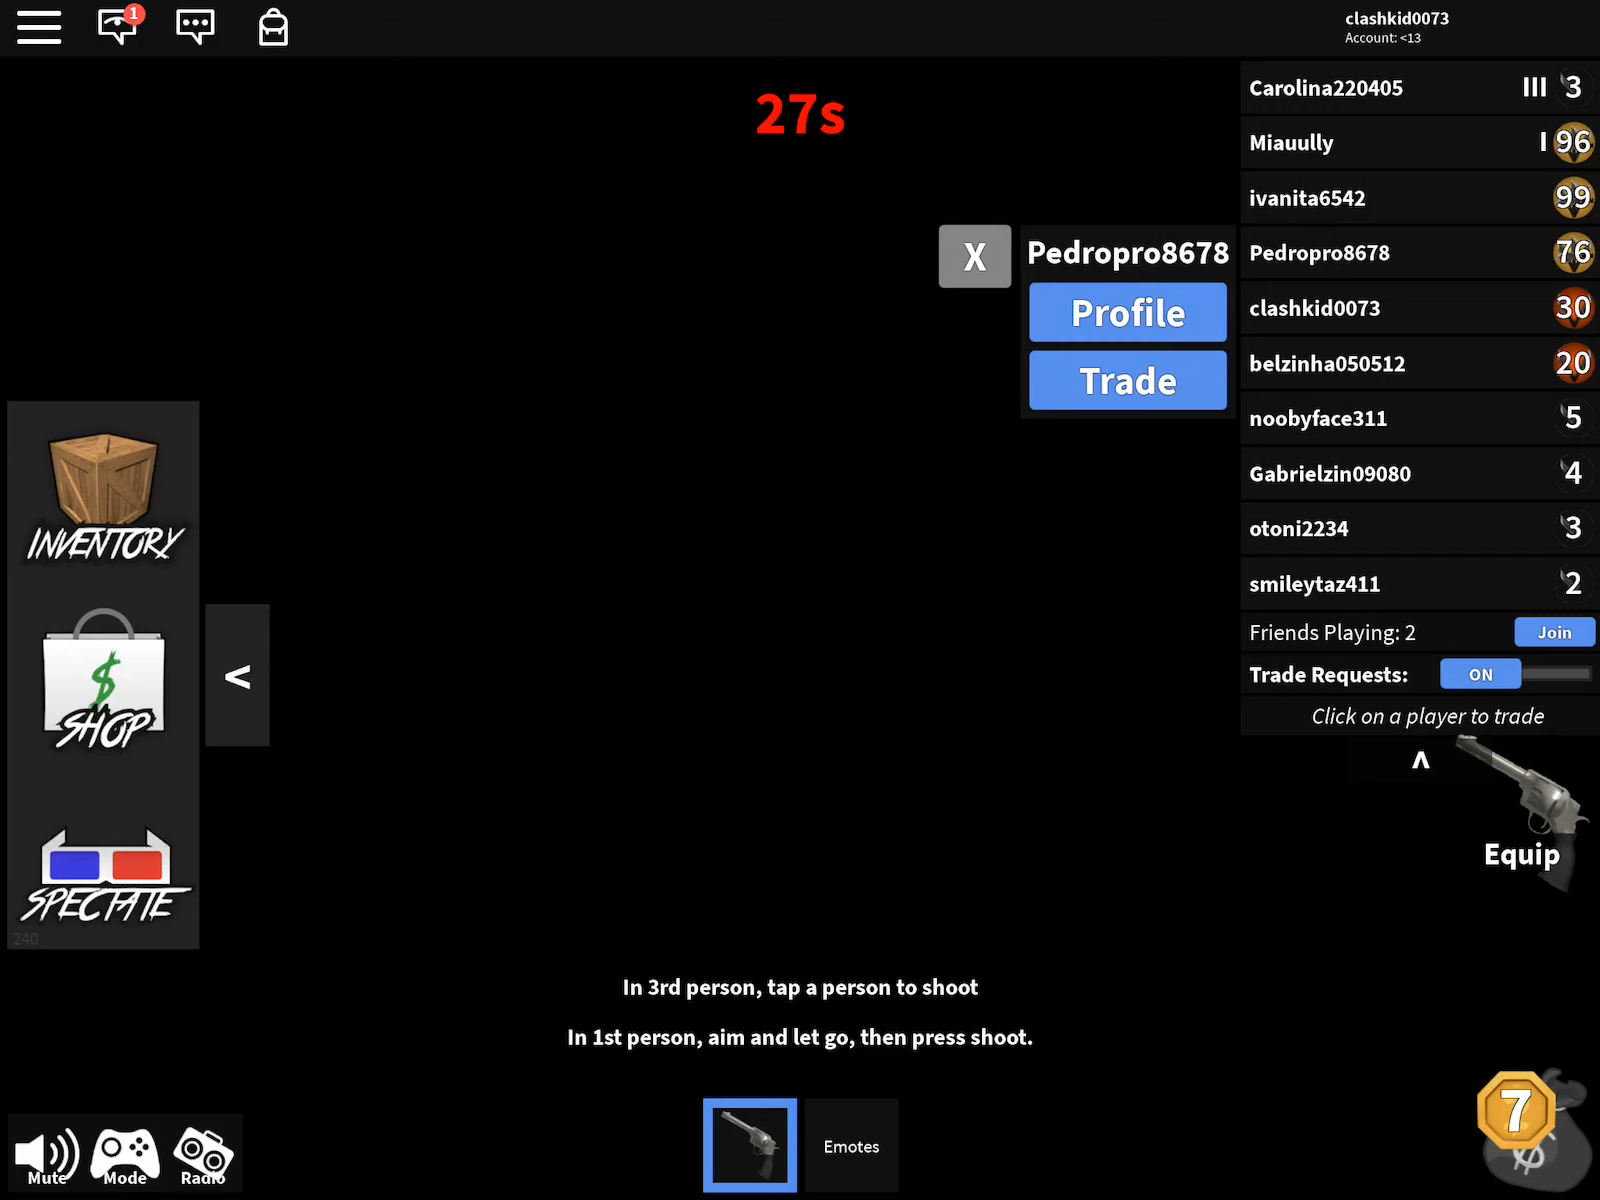 1
clashkid0073
Account: <13
27s
Carolina220405 III 3
Miauully I 96
ivanita6542 99
Pedropro8678 76
clashkid0073 30
belzinha050512 20
noobyface311 5
Gabrielzin09080 4
otoni2234 3
smileytaz411 2
Friends Playing: 2 Join
Trade Requests: ON
Click on a player to trade
X
Pedropro8678
Profile
Trade
INVENTORY
$
SHOP
<
SPECTATE
240
^
Equip
In 3rd person, tap a person to shoot
In 1st person, aim and let go, then press shoot.
Mute
Mode
Radio
Emotes
7
$